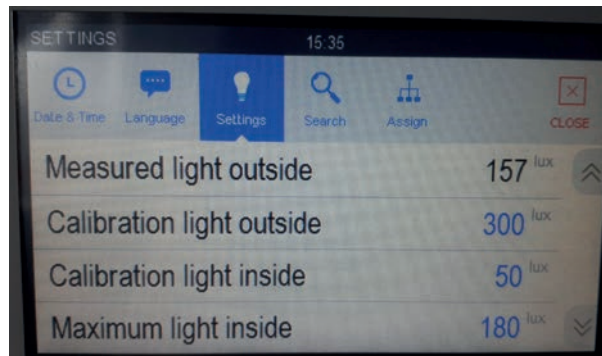 SETTINGS 15:35
Date & Time Language Settings Search Assign CLOSE
Measured light outside 157 lux
Calibration light outside 300 lux
Calibration light inside 50 lux
Maximum light inside 180 lux